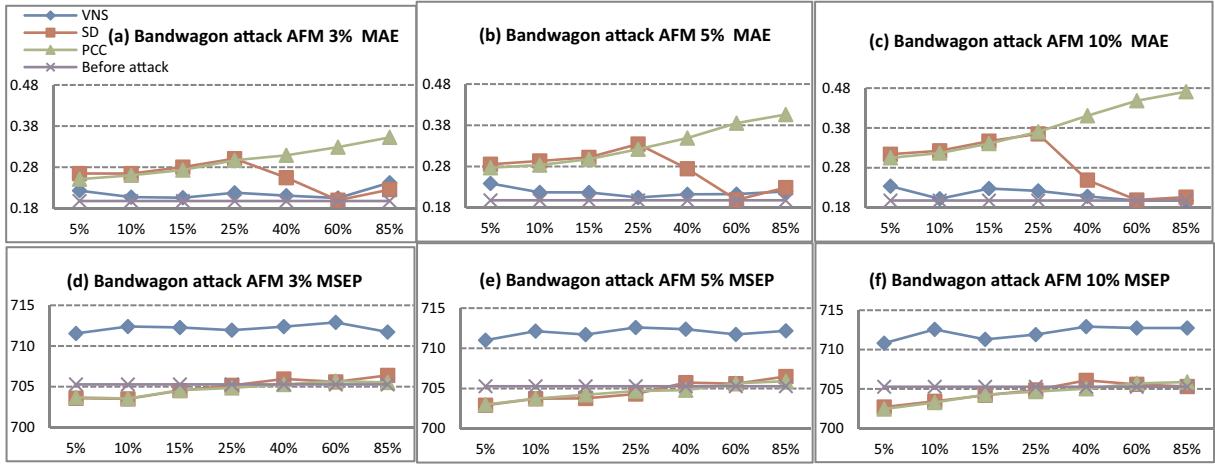 VNS
SD
PCC
Before attack
(a) Bandwagon attack AFM 3% MAE
0.48
0.38
0.28
0.18
5% 10% 15% 25% 40% 60% 85%
(b) Bandwagon attack AFM 5% MAE
0.48
0.38
0.28
0.18
5% 10% 15% 25% 40% 60% 85%
(c) Bandwagon attack AFM 10% MAE
0.48
0.38
0.28
0.18
5% 10% 15% 25% 40% 60% 85%
(d) Bandwagon attack AFM 3% MSEP
715
710
705
700
5% 10% 15% 25% 40% 60% 85%
(e) Bandwagon attack AFM 5% MSEP
715
710
705
700
5% 10% 15% 25% 40% 60% 85%
(f) Bandwagon attack AFM 10% MSEP
715
710
705
700
5% 10% 15% 25% 40% 60% 85%